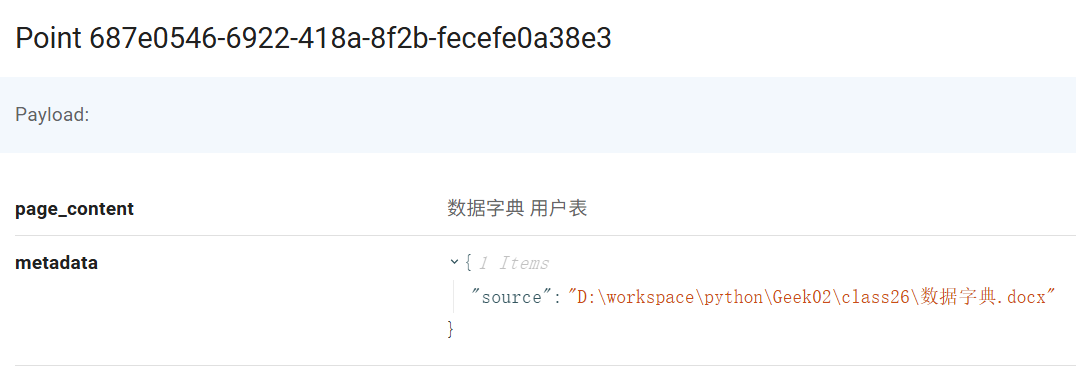 Point 687e0546-6922-418a-8f2b-fecefe0a38e3
Payload:
page_content 数据字典 用户表
metadata { 1 Items
"source": "D:\workspace\python\Geek02\class26\数据字典.docx"
}